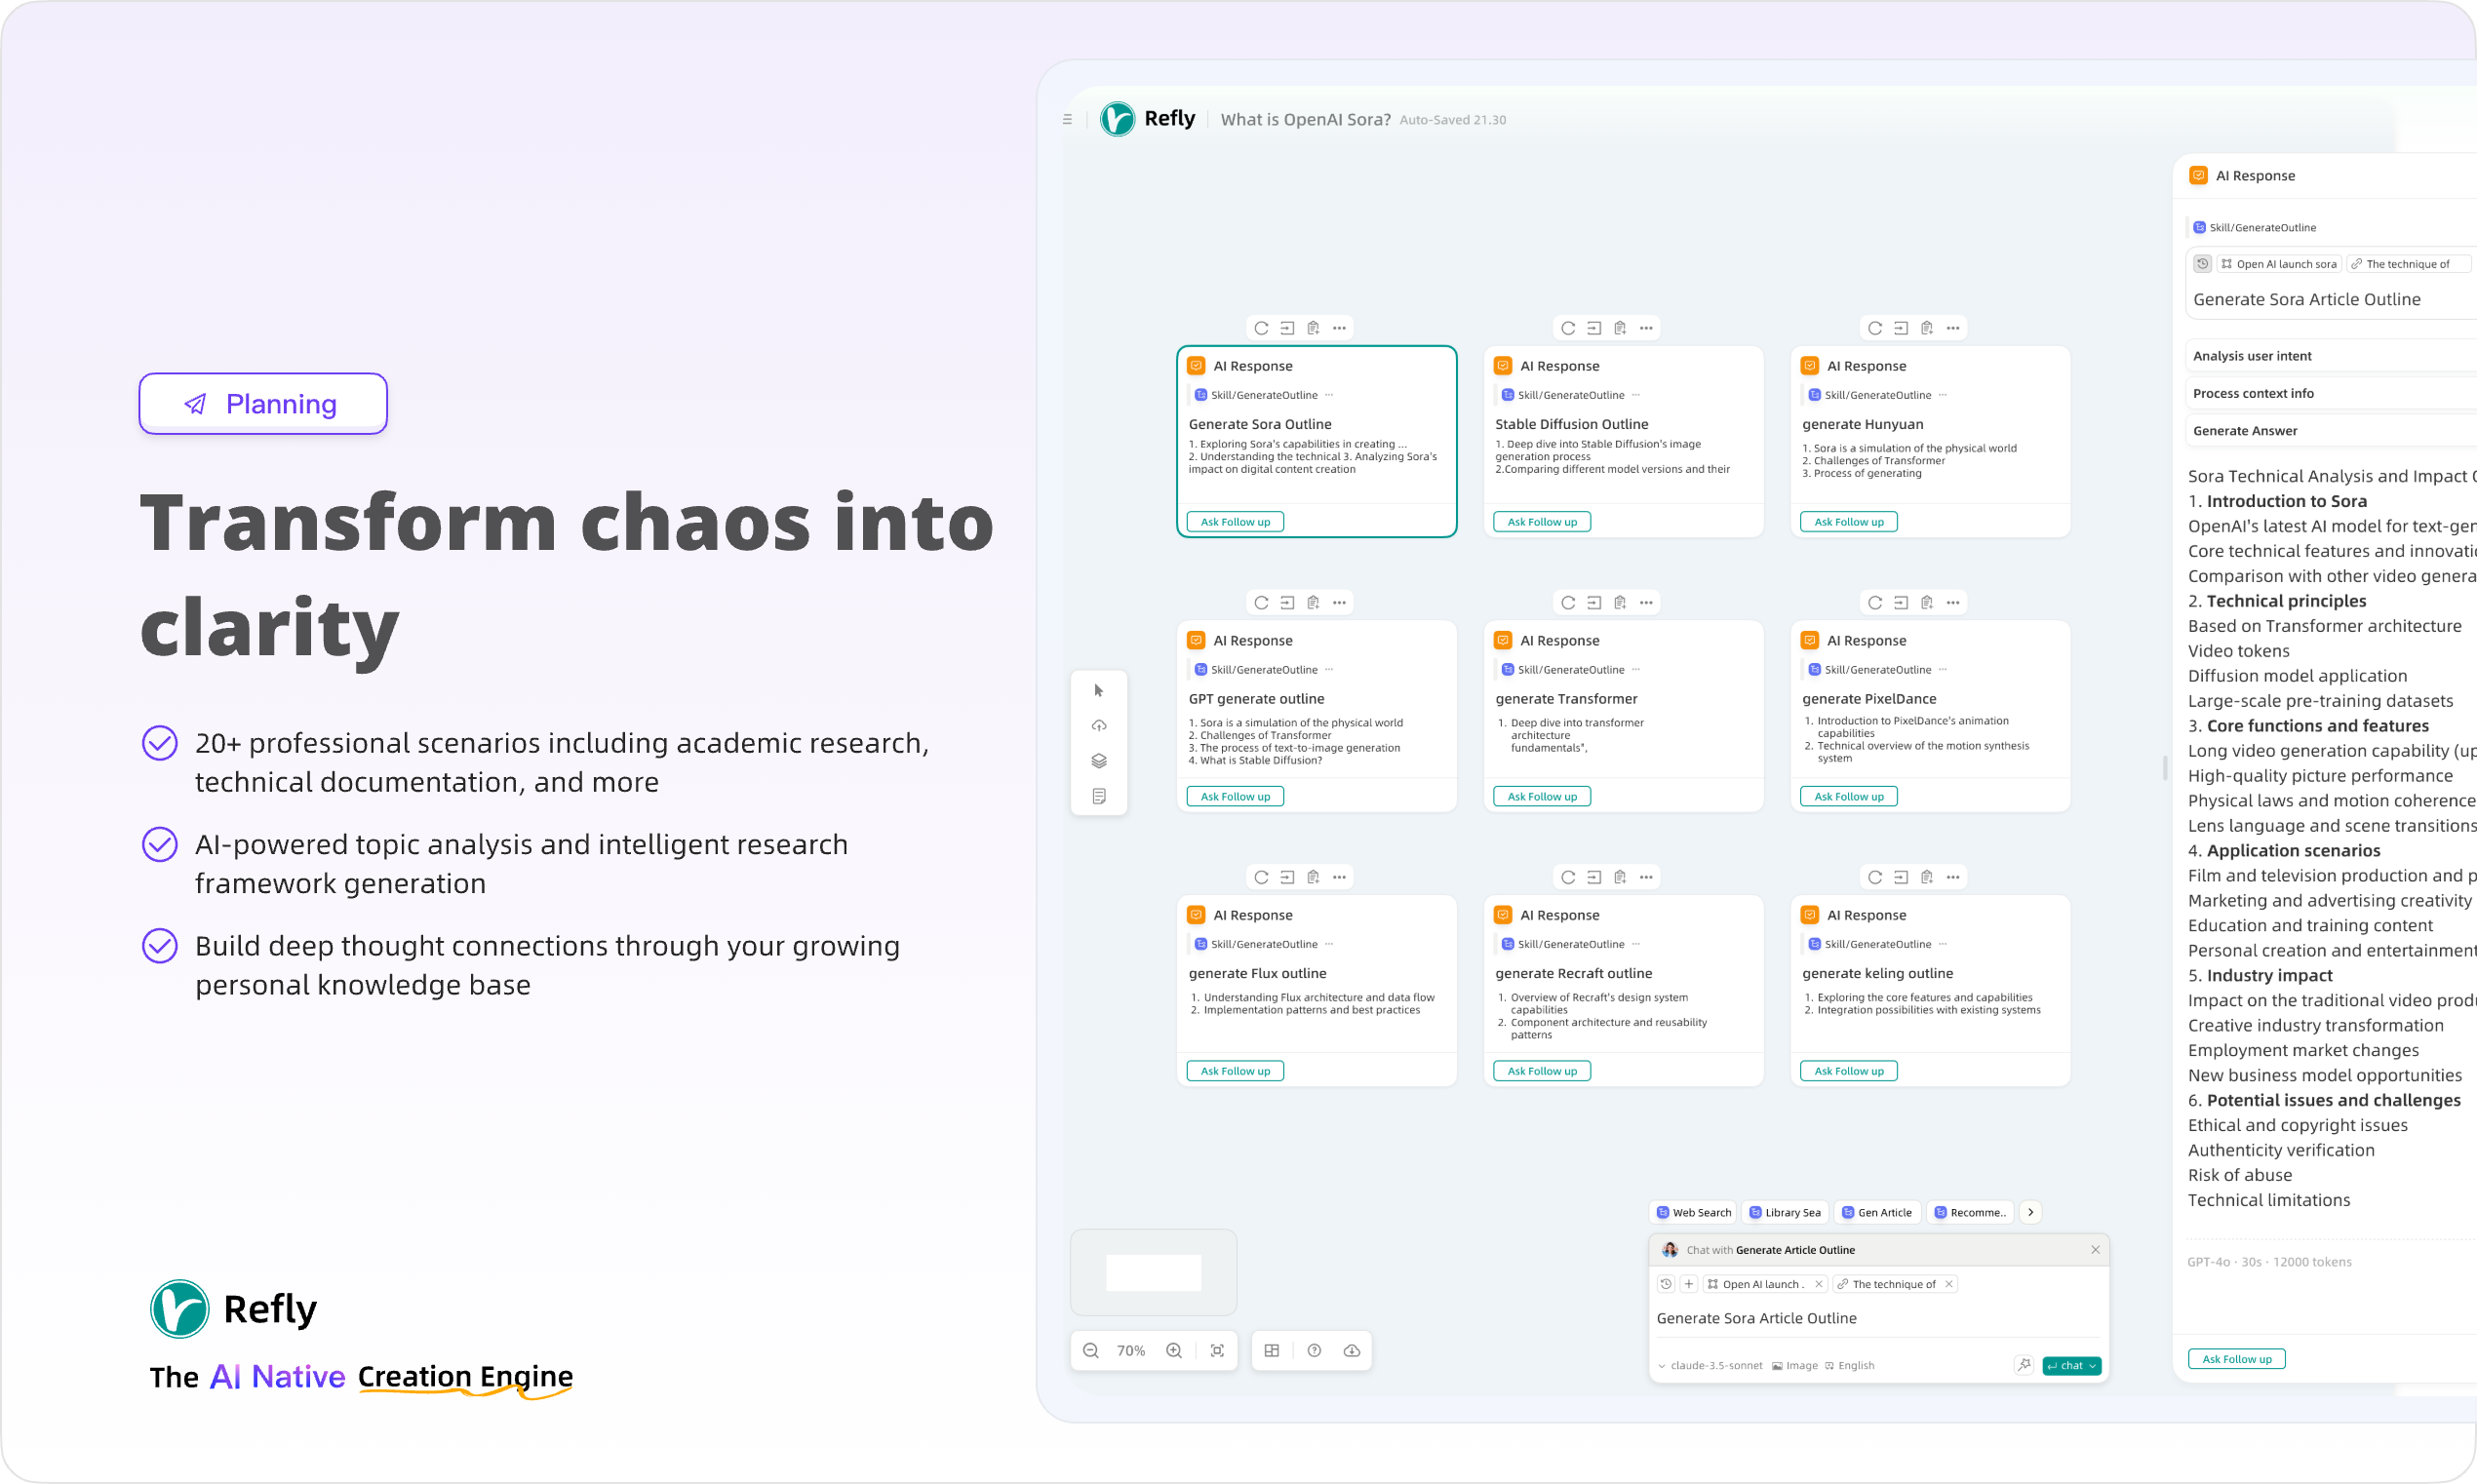 Planning
Transform chaos into
clarity
20+ professional scenarios including academic research,
technical documentation, and more
AI-powered topic analysis and intelligent research
framework generation
Build deep thought connections through your growing
personal knowledge base
Refly
The AI Native Creation Engine
Refly
What is OpenAI Sora? Auto-Saved 21.30
AI Response
Skill/GenerateOutline ...
Generate Sora Outline
1. Exploring Sora's capabilities in creating ...
2. Understanding the technical 3. Analyzing Sora's
impact on digital content creation
Ask Follow up
AI Response
Skill/GenerateOutline ...
Stable Diffusion Outline
1. Deep dive into Stable Diffusion's image
generation process
2.Comparing different model versions and their
Ask Follow up
AI Response
Skill/GenerateOutline ...
generate Hunyuan
1. Sora is a simulation of the physical world
2. Challenges of Transformer
3. Process of generating
Ask Follow up
AI Response
Skill/GenerateOutline ...
GPT generate outline
1. Sora is a simulation of the physical world
2. Challenges of Transformer
3. The process of text-to-image generation
4. What is Stable Diffusion?
Ask Follow up
AI Response
Skill/GenerateOutline ...
generate Transformer
1. Deep dive into transformer
architecture
fundamentals",
Ask Follow up
AI Response
Skill/GenerateOutline ...
generate PixelDance
1. Introduction to PixelDance's animation
capabilities
2. Technical overview of the motion synthesis
system
Ask Follow up
AI Response
Skill/GenerateOutline ...
generate Flux outline
1. Understanding Flux architecture and data flow
2. Implementation patterns and best practices
Ask Follow up
AI Response
Skill/GenerateOutline ...
generate Recraft outline
1. Overview of Recraft's design system
capabilities
2. Component architecture and reusability
patterns
Ask Follow up
AI Response
Skill/GenerateOutline ...
generate keling outline
1. Exploring the core features and capabilities
2. Integration possibilities with existing systems
Ask Follow up
70%
Web Search
Library Sea
Gen Article
Recomme..
Chat with Generate Article Outline
Open AI launch .
The technique of
Generate Sora Article Outline
claude-3.5-sonnet
Image
English
chat
AI Response
Skill/GenerateOutline
Open AI launch sora
The technique of
Generate Sora Article Outline
Analysis user intent
Process context info
Generate Answer
Sora Technical Analysis and Impact
1. Introduction to Sora
OpenAI's latest AI model for text-gen
Core technical features and innovati
Comparison with other video genera
2. Technical principles
Based on Transformer architecture
Video tokens
Diffusion model application
Large-scale pre-training datasets
3. Core functions and features
Long video generation capability (up
High-quality picture performance
Physical laws and motion coherence
Lens language and scene transitions
4. Application scenarios
Film and television production and p
Marketing and advertising creativity
Education and training content
Personal creation and entertainment
5. Industry impact
Impact on the traditional video prod
Creative industry transformation
Employment market changes
New business model opportunities
6. Potential issues and challenges
Ethical and copyright issues
Authenticity verification
Risk of abuse
Technical limitations
GPT-4o · 30s · 12000 tokens
Ask Follow up